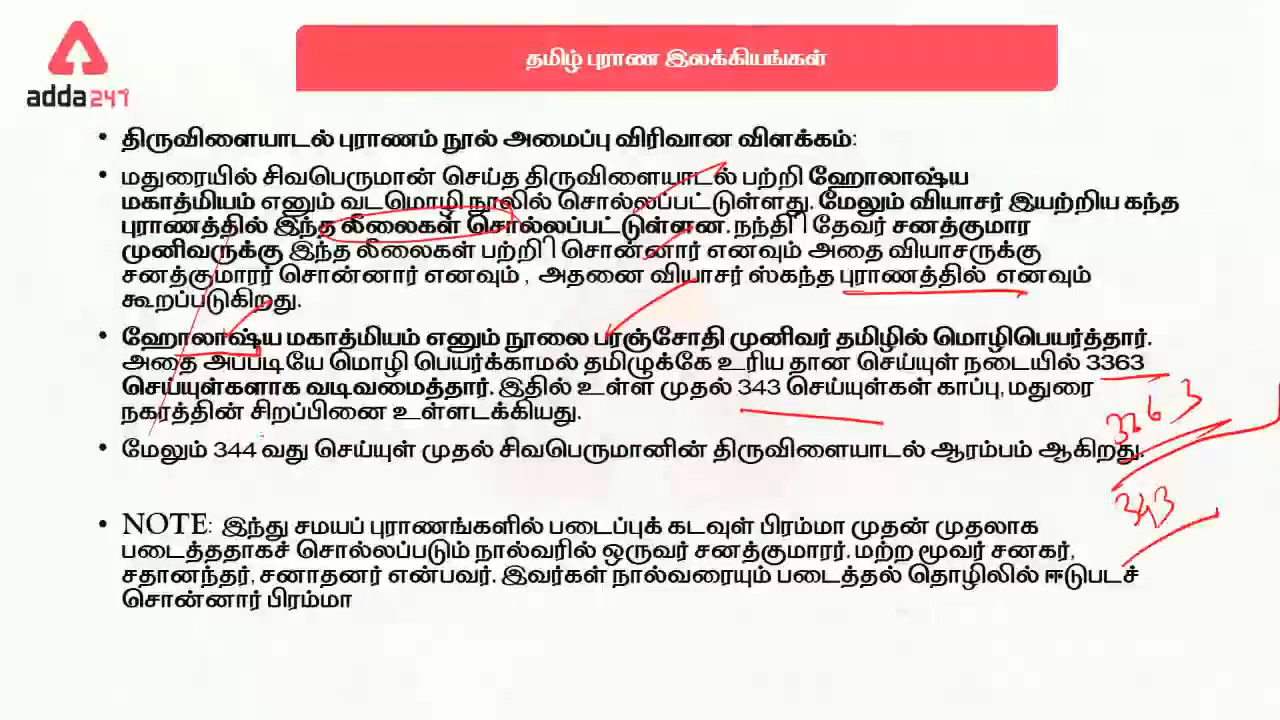 adda247
தமிழ் புராண இலக்கியங்கள்
• திருவிளையாடல் புராணம் நூல் அமைப்பு விரிவான விளக்கம்:
• மதுரையில் சிவபெருமான் செய்த திருவிளையாடல் பற்றி ஹோலாஷ்ய
மகாத்மியம் எனும் வடமொழி நூலில் சொல்லப்பட்டுள்ளது. மேலும் வியாசர் இயற்றிய கந்த
புராணத்தில் இந்த லீலைகள் சொல்லப்பட்டுள்ளன. நந்தி தேவர் சனத்குமார
முனிவருக்கு இந்த லீலைகள் பற்றி சொன்னார் எனவும் அதை வியாசருக்கு
சனத்குமாரர் சொன்னார் எனவும் , அதனை வியாசர் ஸ்கந்த புராணத்தில் எனவும்
கூறப்படுகிறது.
• ஹோலாஷ்ய மகாத்மியம் எனும் நூலை பரஞ்சோதி முனிவர் தமிழில் மொழிபெயர்த்தார்.
அதை அப்படியே மொழி பெயர்க்காமல் தமிழுக்கே உரிய தான செய்யுள் நடையில் 3363
செய்யுள்களாக வடிவமைத்தார். இதில் உள்ள முதல் 343 செய்யுள்கள் காப்பு, மதுரை
நகரத்தின் சிறப்பினை உள்ளடக்கியது.
3363
• மேலும் 344 வது செய்யுள் முதல் சிவபெருமானின் திருவிளையாடல் ஆரம்பம் ஆகிறது.
343
• NOTE: இந்து சமயப் புராணங்களில் படைப்புக் கடவுள் பிரம்மா முதன் முதலாக
படைத்ததாகச் சொல்லப்படும் நால்வரில் ஒருவர் சனத்குமாரர். மற்ற மூவர் சனகர்,
சதானந்தர், சனாதனர் என்பவர். இவர்கள் நால்வரையும் படைத்தல் தொழிலில் ஈடுபடச்
சொன்னார் பிரம்மா